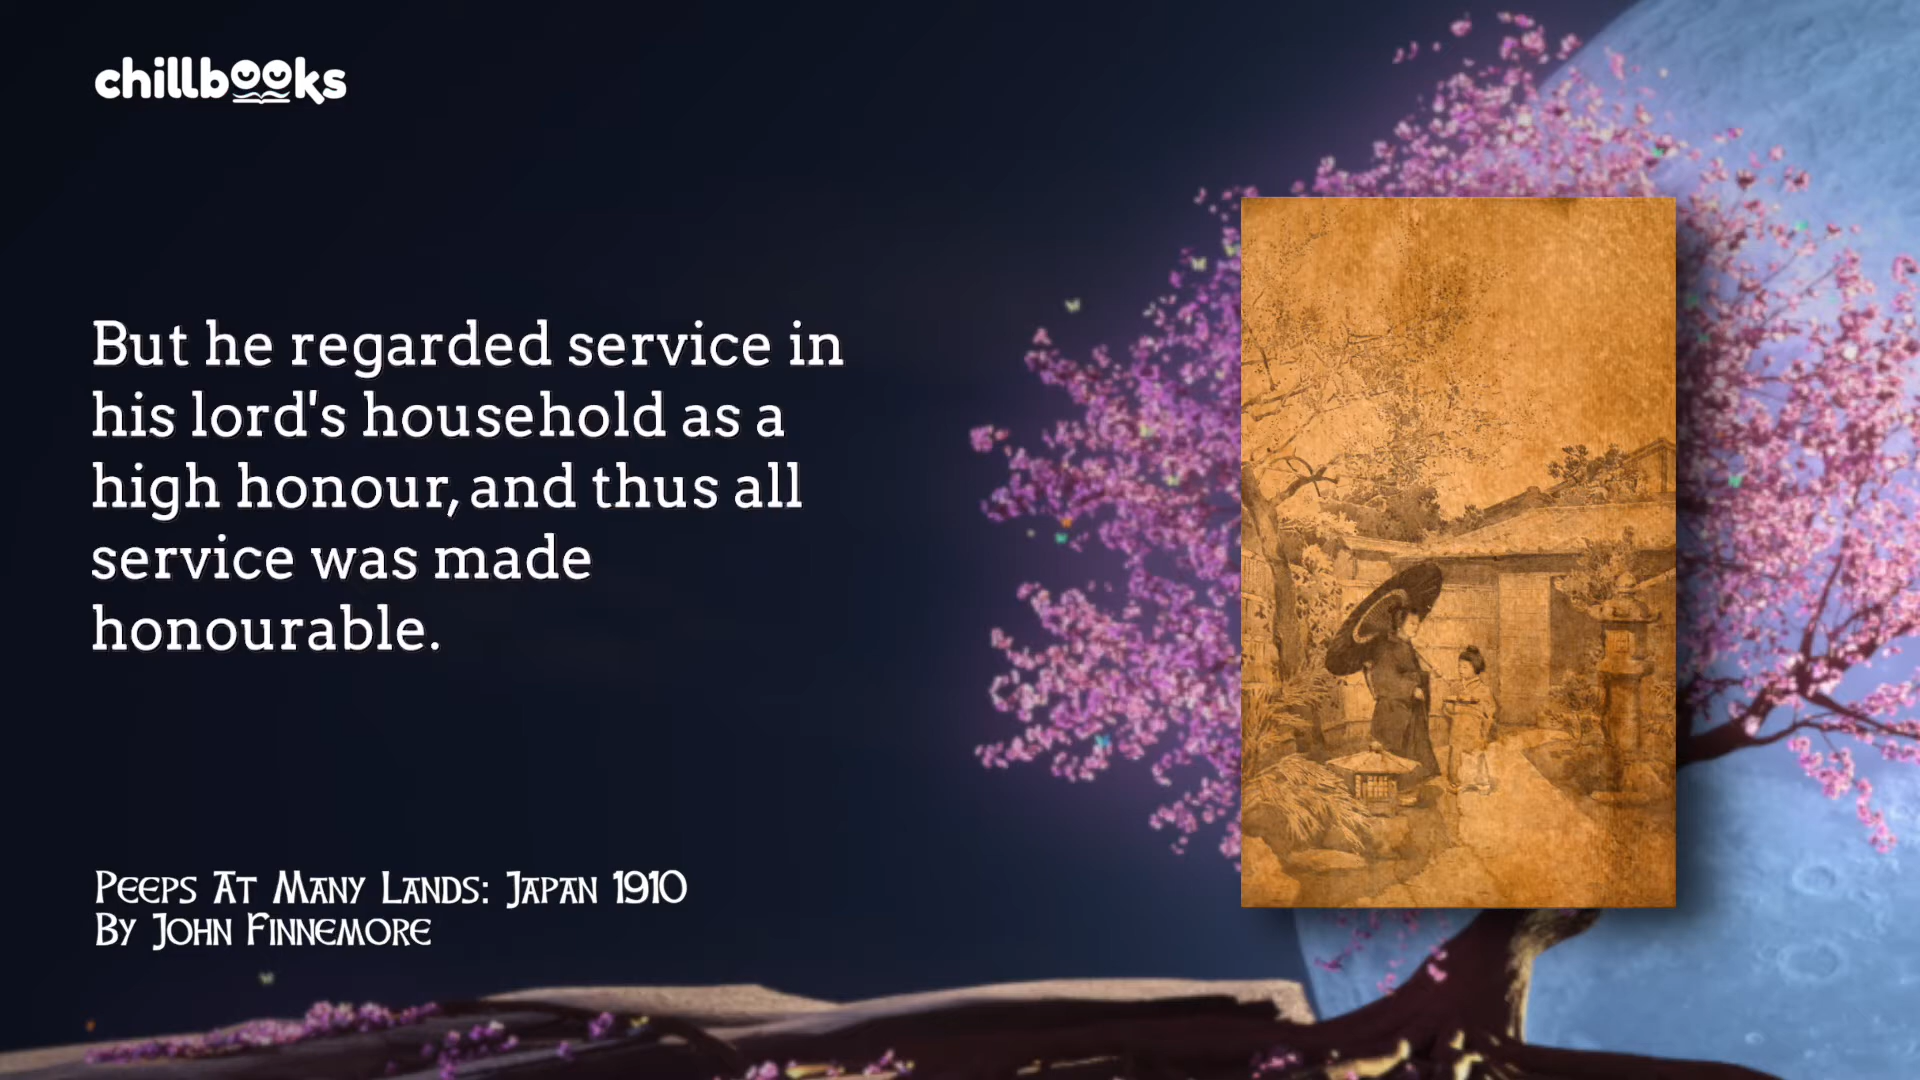 chillbooks
But he regarded service in
his lord's household as a
high honour, and thus all
service was made
honourable.
Peeps At Many Lands: Japan 1910
By John Finnemore